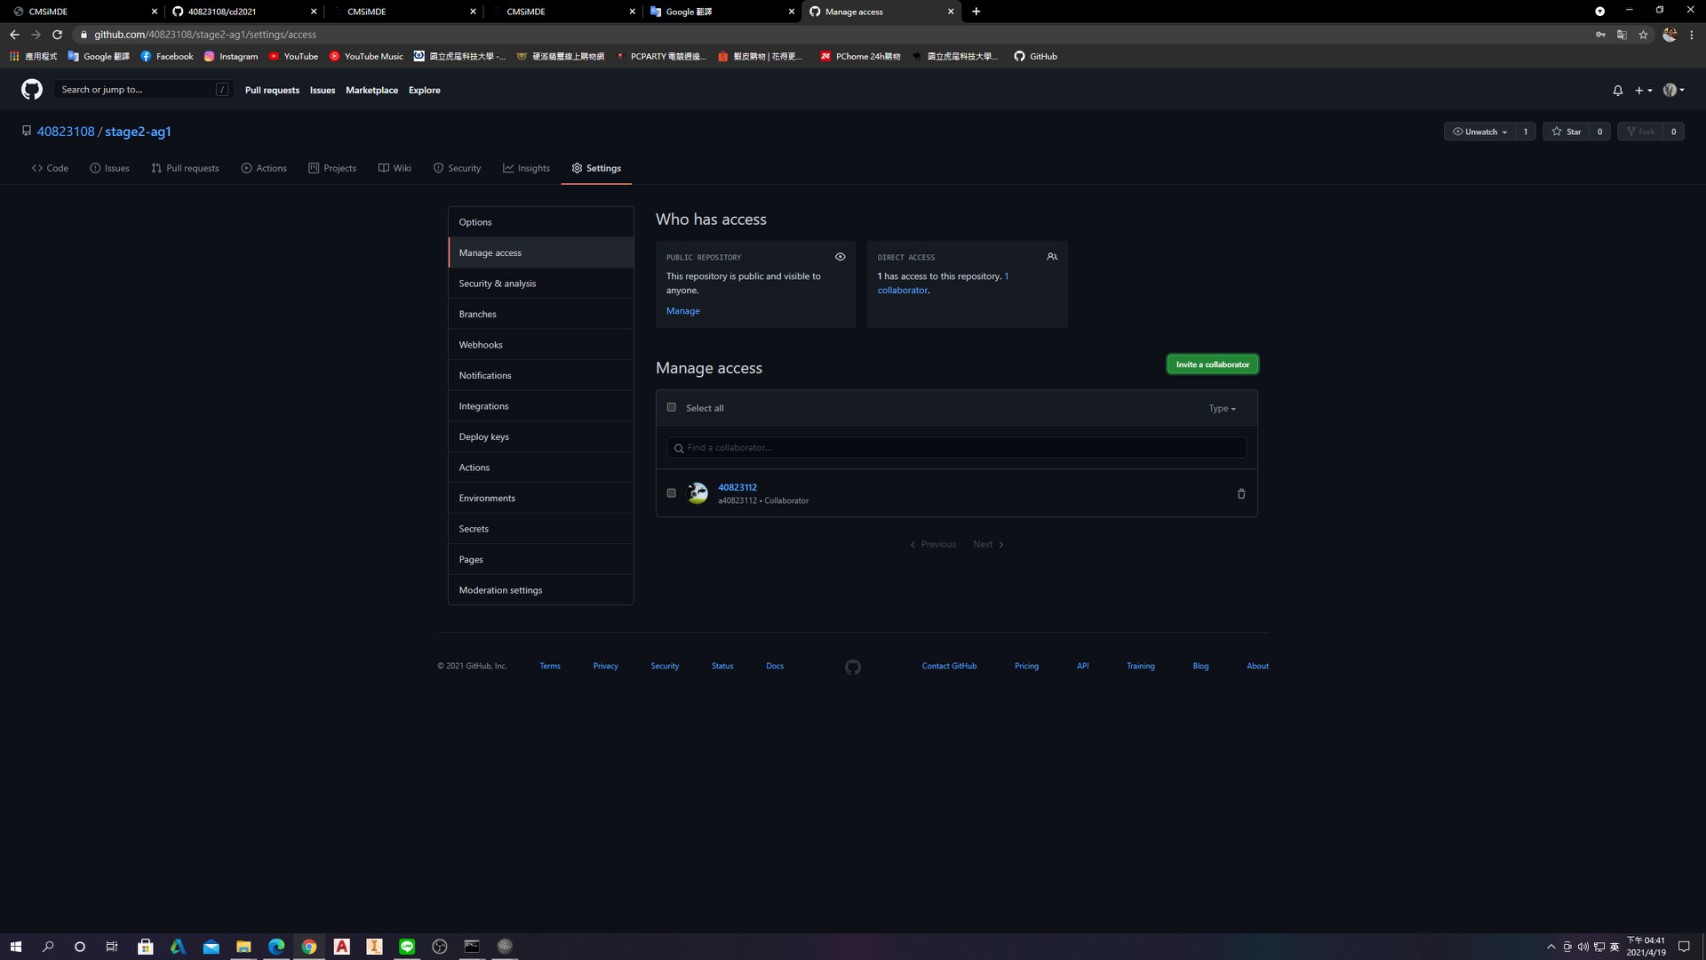 CMSiMDE
40823108/cd2021
CMSiMDE
CMSiMDE
Google 翻譯
Manage access
github.com/40823108/stage2-ag1/settings/access
應用程式
Google 翻譯
Facebook
Instagram
YouTube
YouTube Music
國立虎尾科技大學 -...
硬派精璽線上購物網
PCPARTY 電競週邊...
蝦皮購物 | 花得更...
PChome 24h購物
國立虎尾科技大學...
GitHub
Search or jump to...
/
Pull requests
Issues
Marketplace
Explore
40823108 / stage2-ag1
Unwatch
1
Star
0
Fork
0
Code
Issues
Pull requests
Actions
Projects
Wiki
Security
Insights
Settings
Options
Manage access
Security & analysis
Branches
Webhooks
Notifications
Integrations
Deploy keys
Actions
Environments
Secrets
Pages
Moderation settings
Who has access
PUBLIC REPOSITORY
This repository is public and visible to
anyone.
Manage
DIRECT ACCESS
1 has access to this repository. 1
collaborator.
Manage access
Invite a collaborator
Select all
Type
Find a collaborator...
40823112
a40823112 • Collaborator
Previous
Next
© 2021 GitHub, Inc.
Terms
Privacy
Security
Status
Docs
Contact GitHub
Pricing
API
Training
Blog
About
英
下午 04:41
2021/4/19